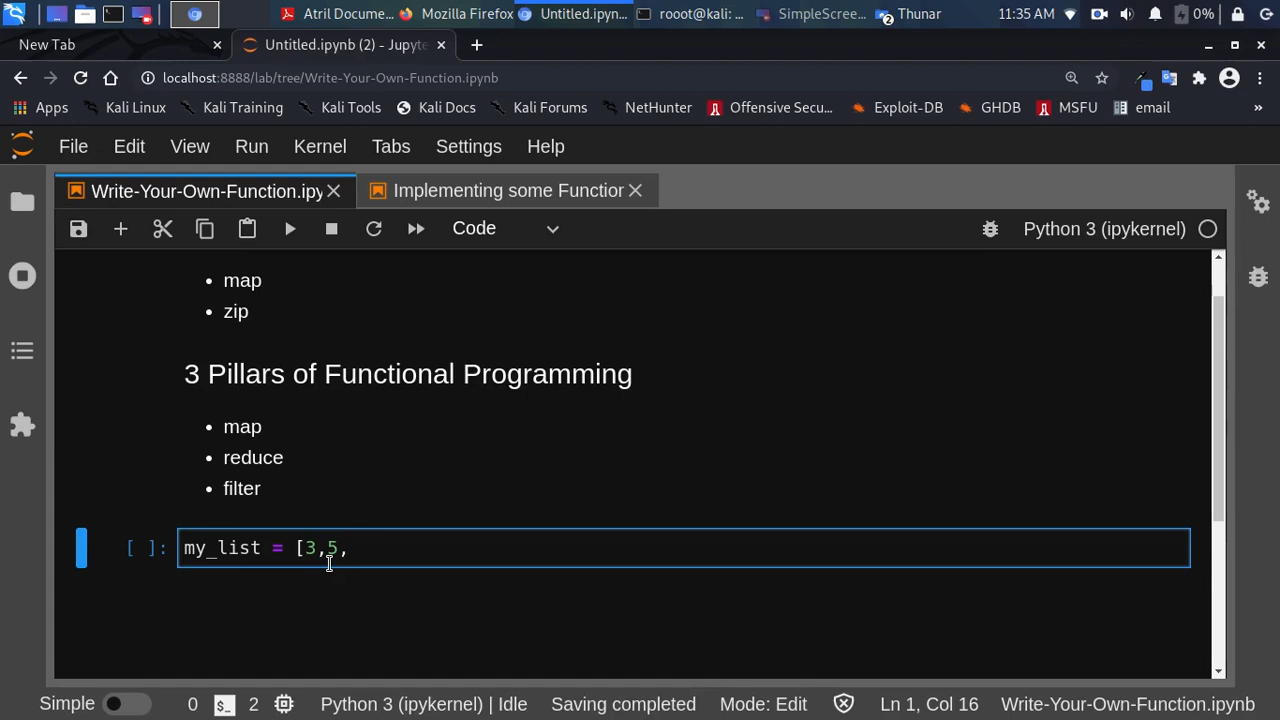 Atril Docume...
Mozilla Firefox
Untitled.ipyn...
rooot@kali: ...
SimpleScree...
2
Thunar
11:35 AM
0%
New Tab
Untitled.ipynb (2) - Jupyte
localhost:8888/lab/tree/Write-Your-Own-Function.ipynb
Apps
Kali Linux
Kali Training
Kali Tools
Kali Docs
Kali Forums
NetHunter
Offensive Secu...
Exploit-DB
GHDB
MSFU
email
»
File
Edit
View
Run
Kernel
Tabs
Settings
Help
Write-Your-Own-Function.ipy
Implementing some Function
Code
Python 3 (ipykernel)
• map
• zip
3 Pillars of Functional Programming
• map
• reduce
• filter
[ ]: my_list = [3,5,
Simple
0
$_
2
Python 3 (ipykernel) | Idle
Saving completed
Mode: Edit
Ln 1, Col 16
Write-Your-Own-Function.ipynb